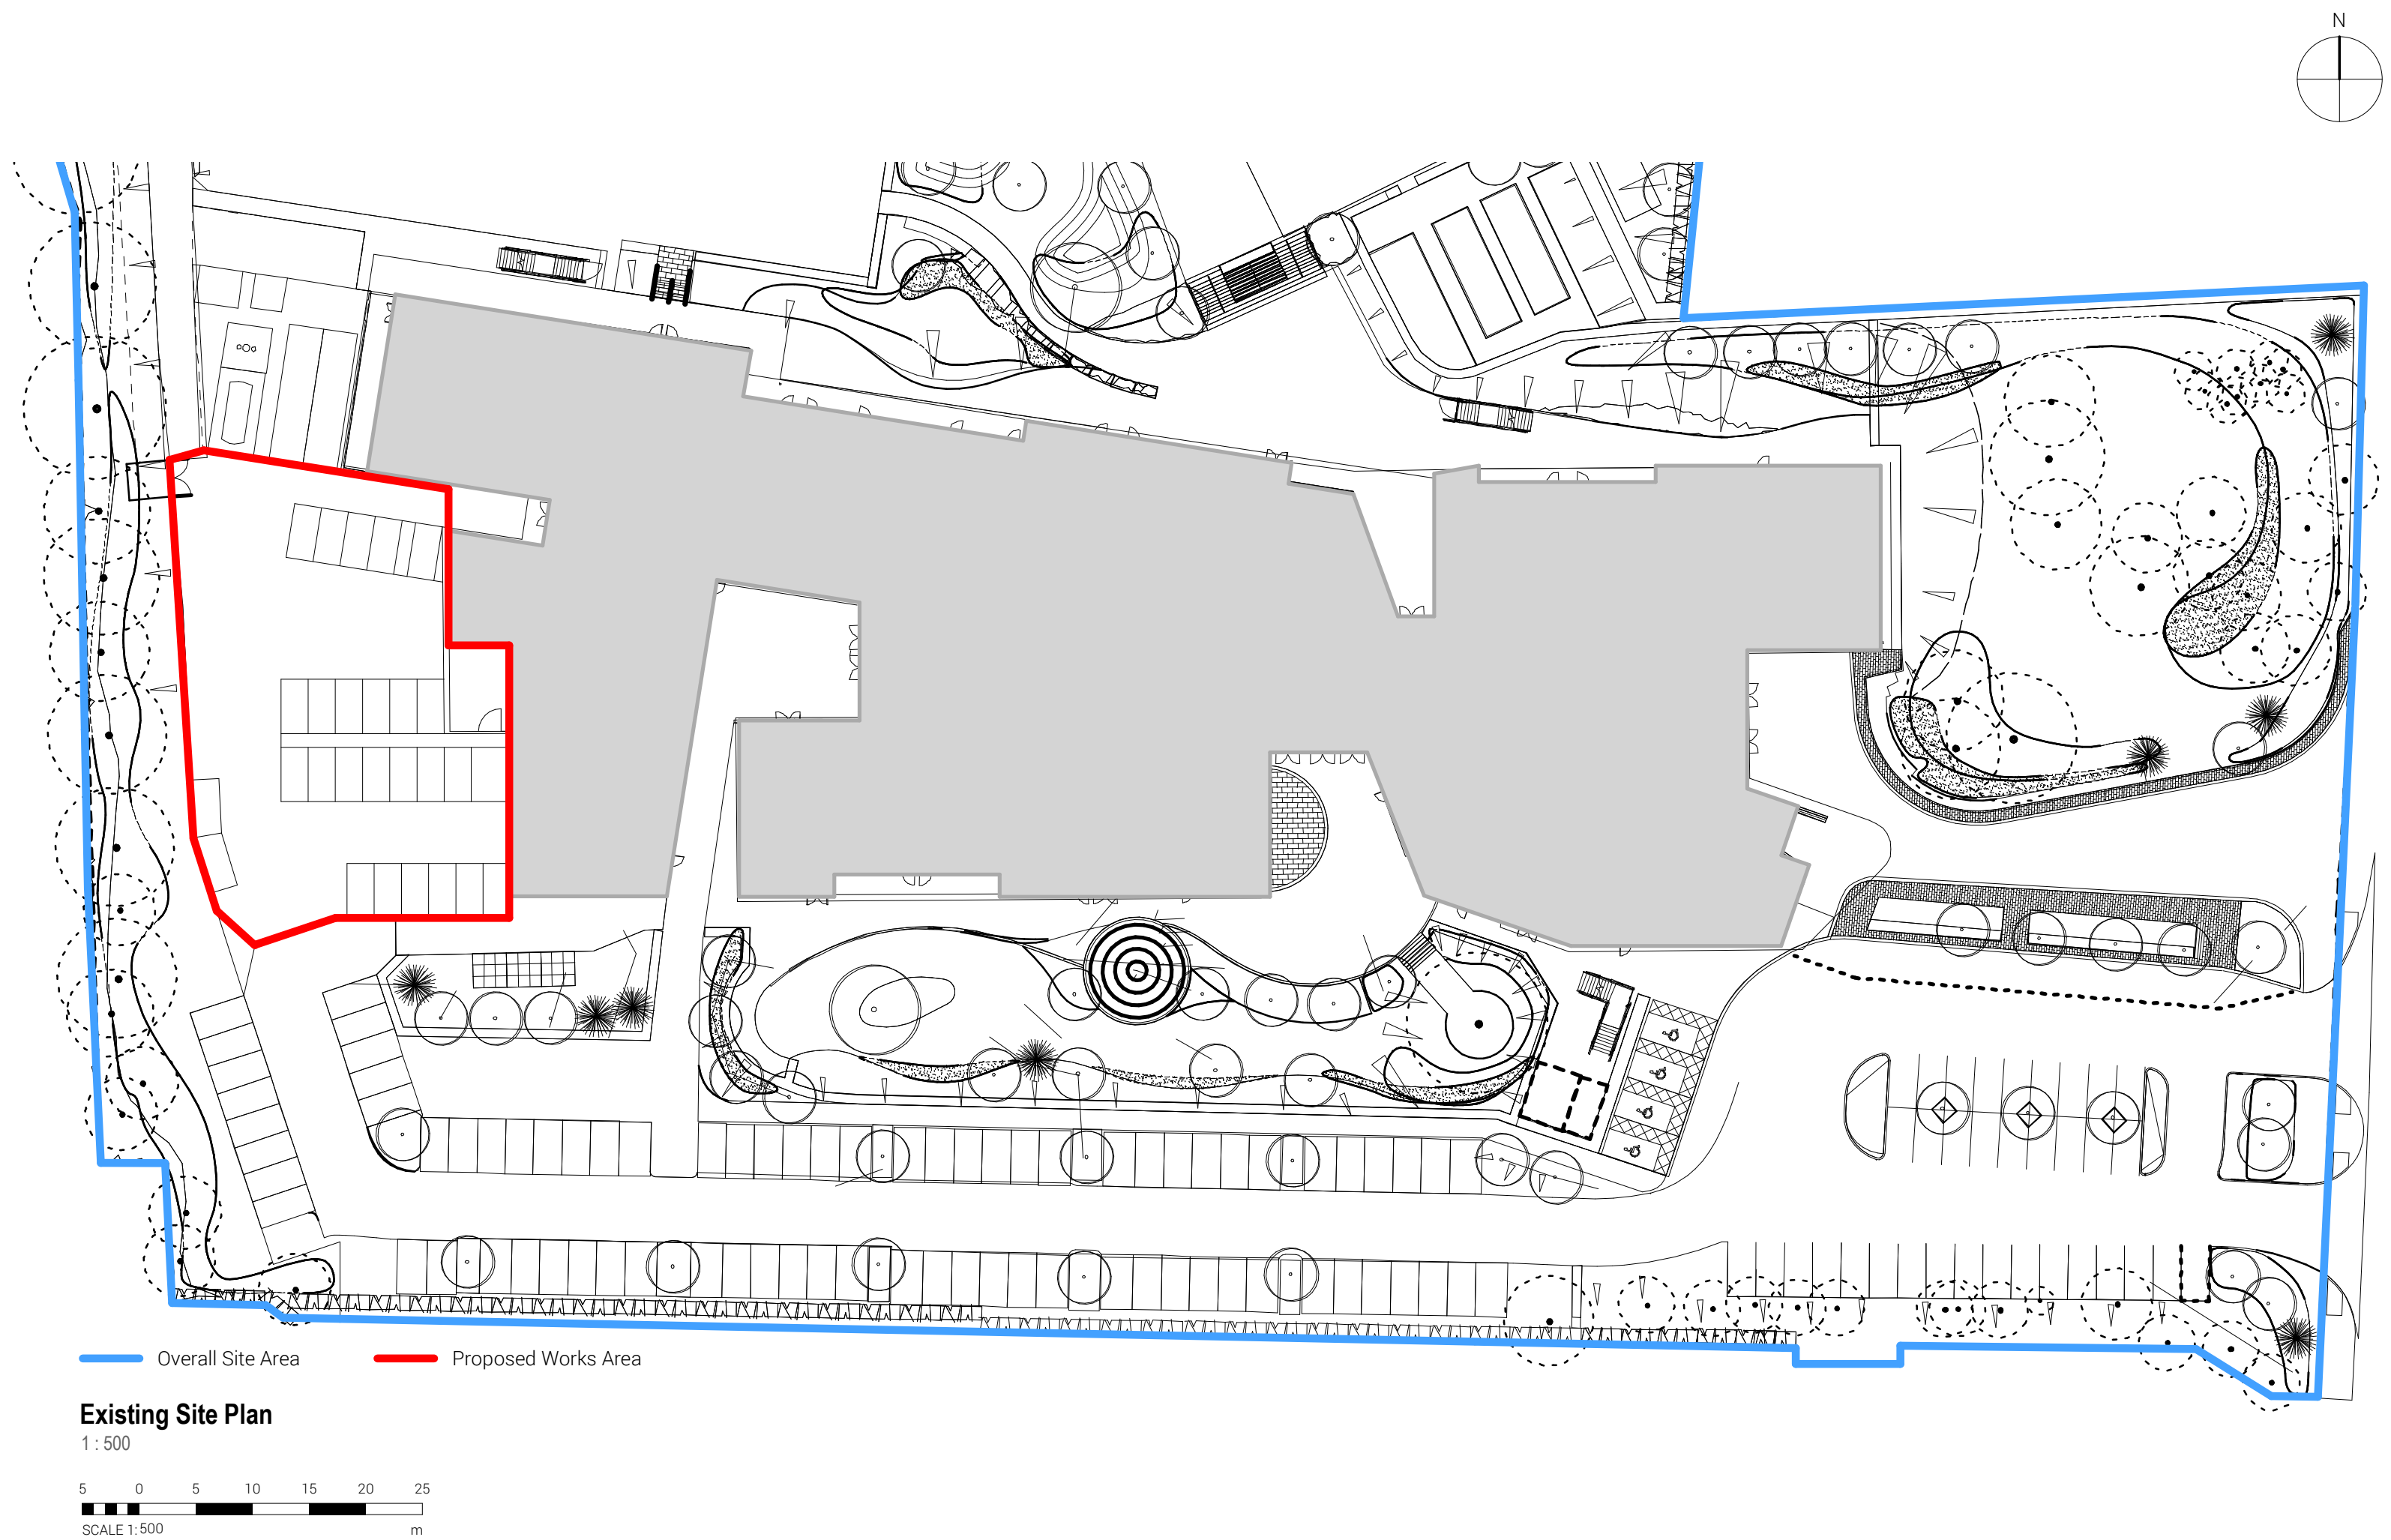 N
Overall Site Area
Proposed Works Area
Existing Site Plan
1 : 500
5 0 5 10 15 20 25
SCALE 1: 500 m